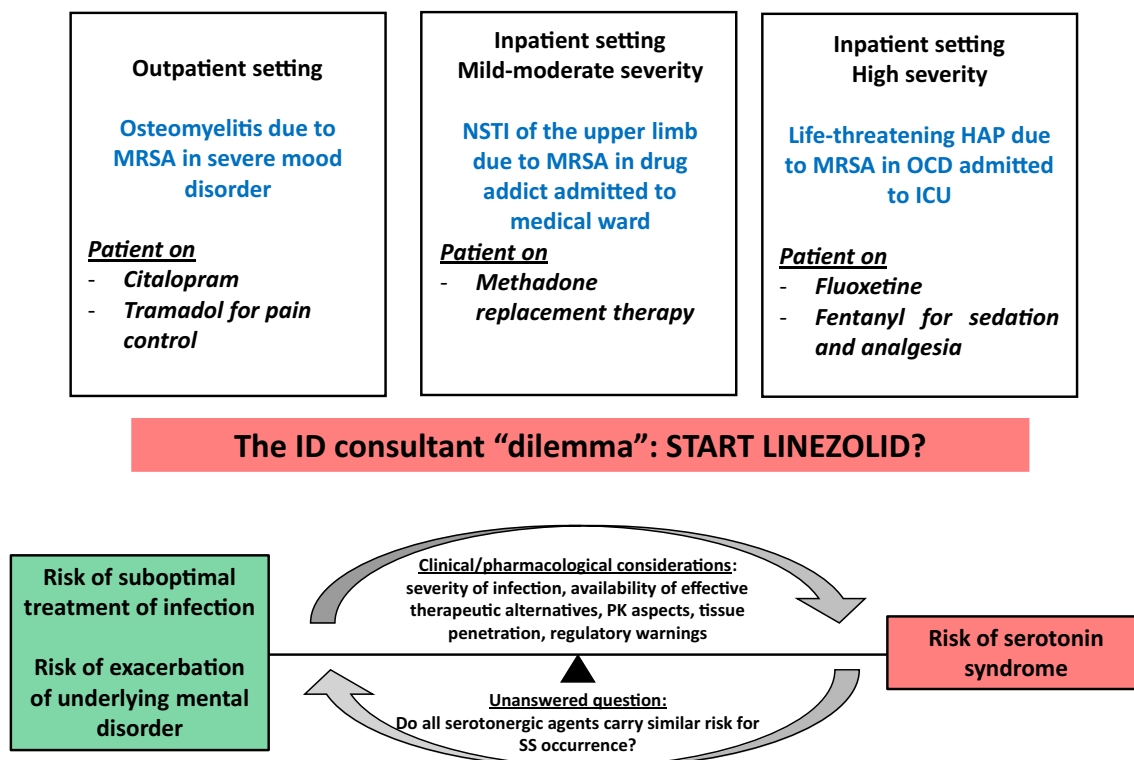 Outpatient setting
Osteomyelitis due to
MRSA in severe mood
disorder
Patient on
- Citalopram
- Tramadol for pain
control
Inpatient setting
Mild-moderate severity
NSTI of the upper limb
due to MRSA in drug
addict admitted to
medical ward
Patient on
- Methadone
replacement therapy
Inpatient setting
High severity
Life-threatening HAP due
to MRSA in OCD admitted
to ICU
Patient on
- Fluoxetine
- Fentanyl for sedation
and analgesia
The ID consultant “dilemma”: START LINEZOLID?
Risk of suboptimal
treatment of infection
Risk of exacerbation
of underlying mental
disorder
Clinical/pharmacological considerations:
severity of infection, availability of effective
therapeutic alternatives, PK aspects, tissue
penetration, regulatory warnings
Unanswered question:
Do all serotonergic agents carry similar risk for
SS occurrence?
Risk of serotonin
syndrome